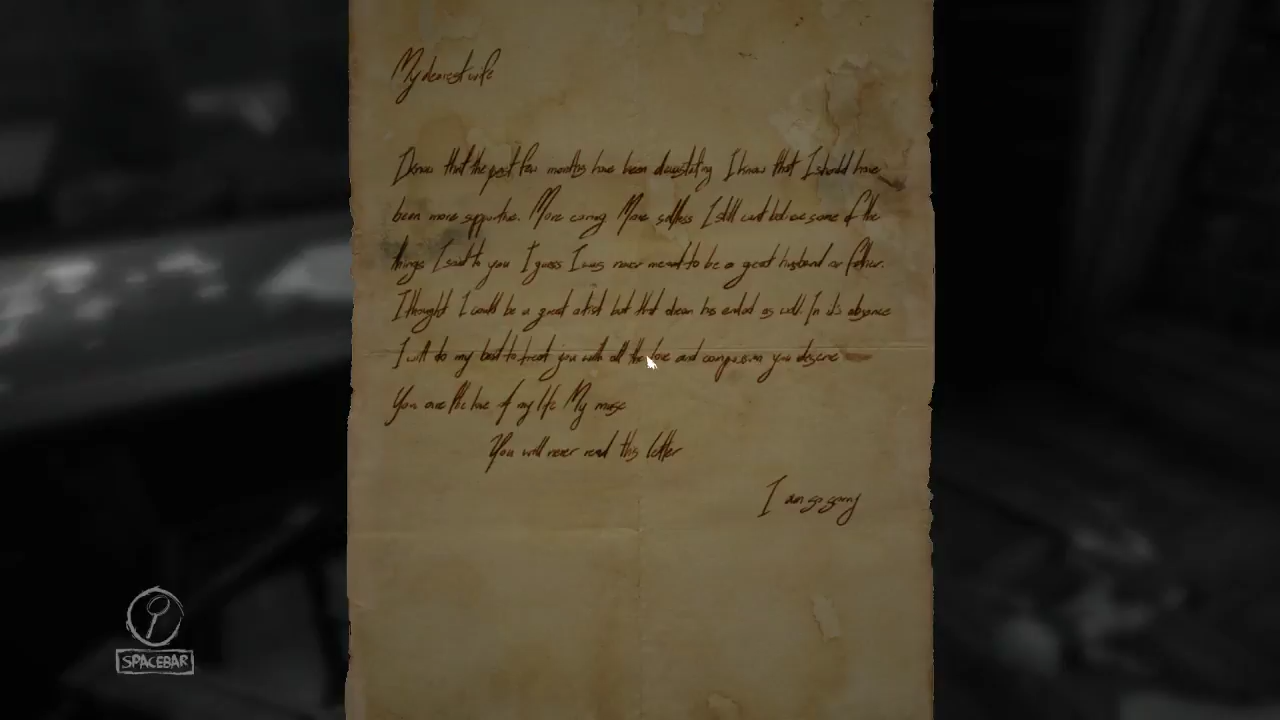 My dearest wife
I know that the past few months have been devastating I know that I should have
been more supportive. More caring More selfless I still cant believe some of the
things I said to you I guess I was never meant to be a great husband or father.
I thought I could be a great artist but that dream has ended as well. In it's absence
I will do my best to treat you with all the love and compassion you deserve
You are the love of my life My muse
You will never read this letter
I am so sorry
SPACEBAR